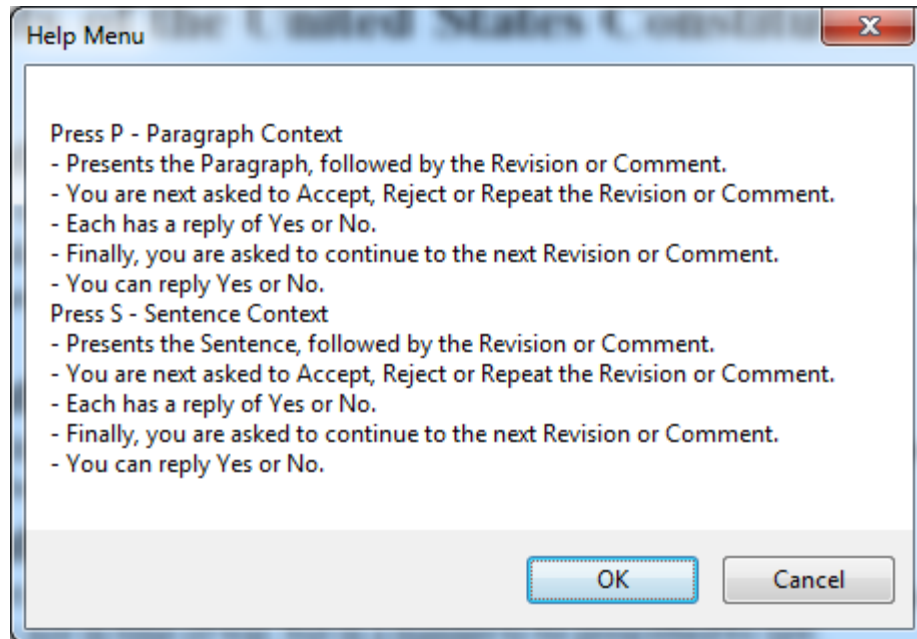 of the United States Constitu
Help Menu
Press P - Paragraph Context
- Presents the Paragraph, followed by the Revision or Comment.
- You are next asked to Accept, Reject or Repeat the Revision or Comment.
- Each has a reply of Yes or No.
- Finally, you are asked to continue to the next Revision or Comment.
- You can reply Yes or No.
Press S - Sentence Context
- Presents the Sentence, followed by the Revision or Comment.
- You are next asked to Accept, Reject or Repeat the Revision or Comment.
- Each has a reply of Yes or No.
- Finally, you are asked to continue to the next Revision or Comment.
- You can reply Yes or No.
OK
Cancel